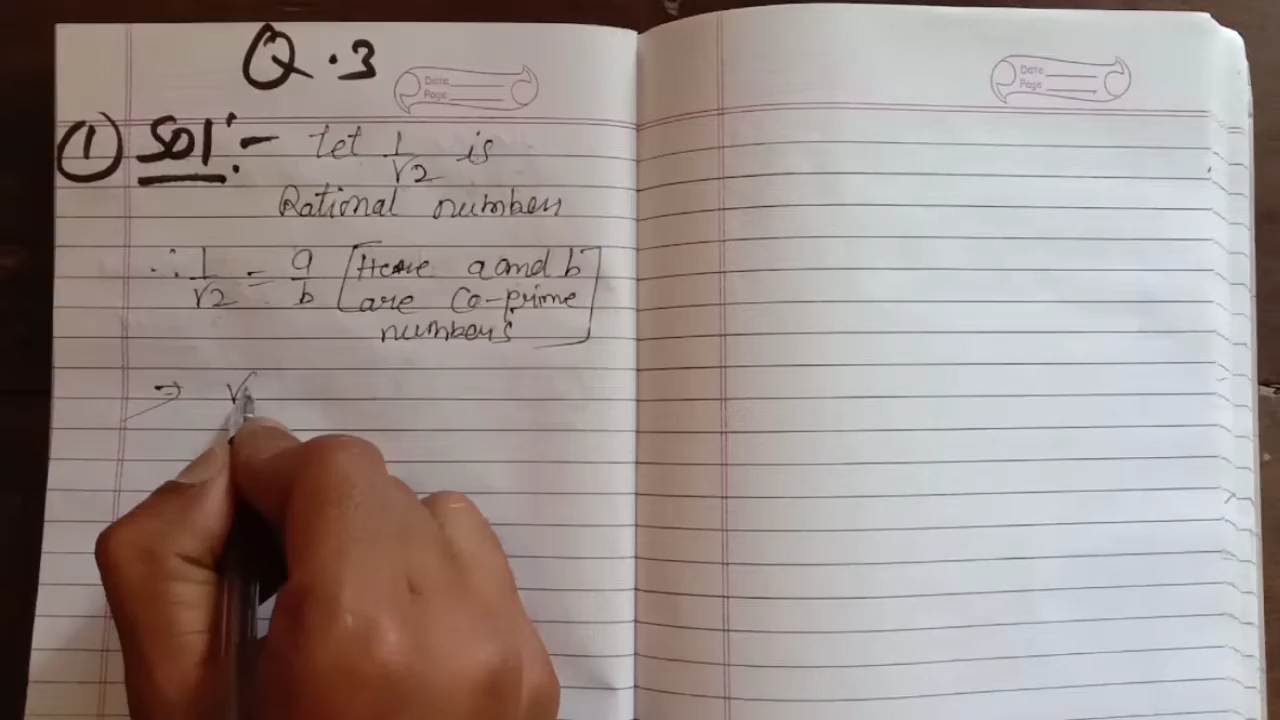 Q.3
Date
Page
Date
Page
① Sol:- Let 1/√2 is
Rational numbers
∴ 1/√2 = a/b [Here a and b
are Co-prime
numbers]
⇒ √